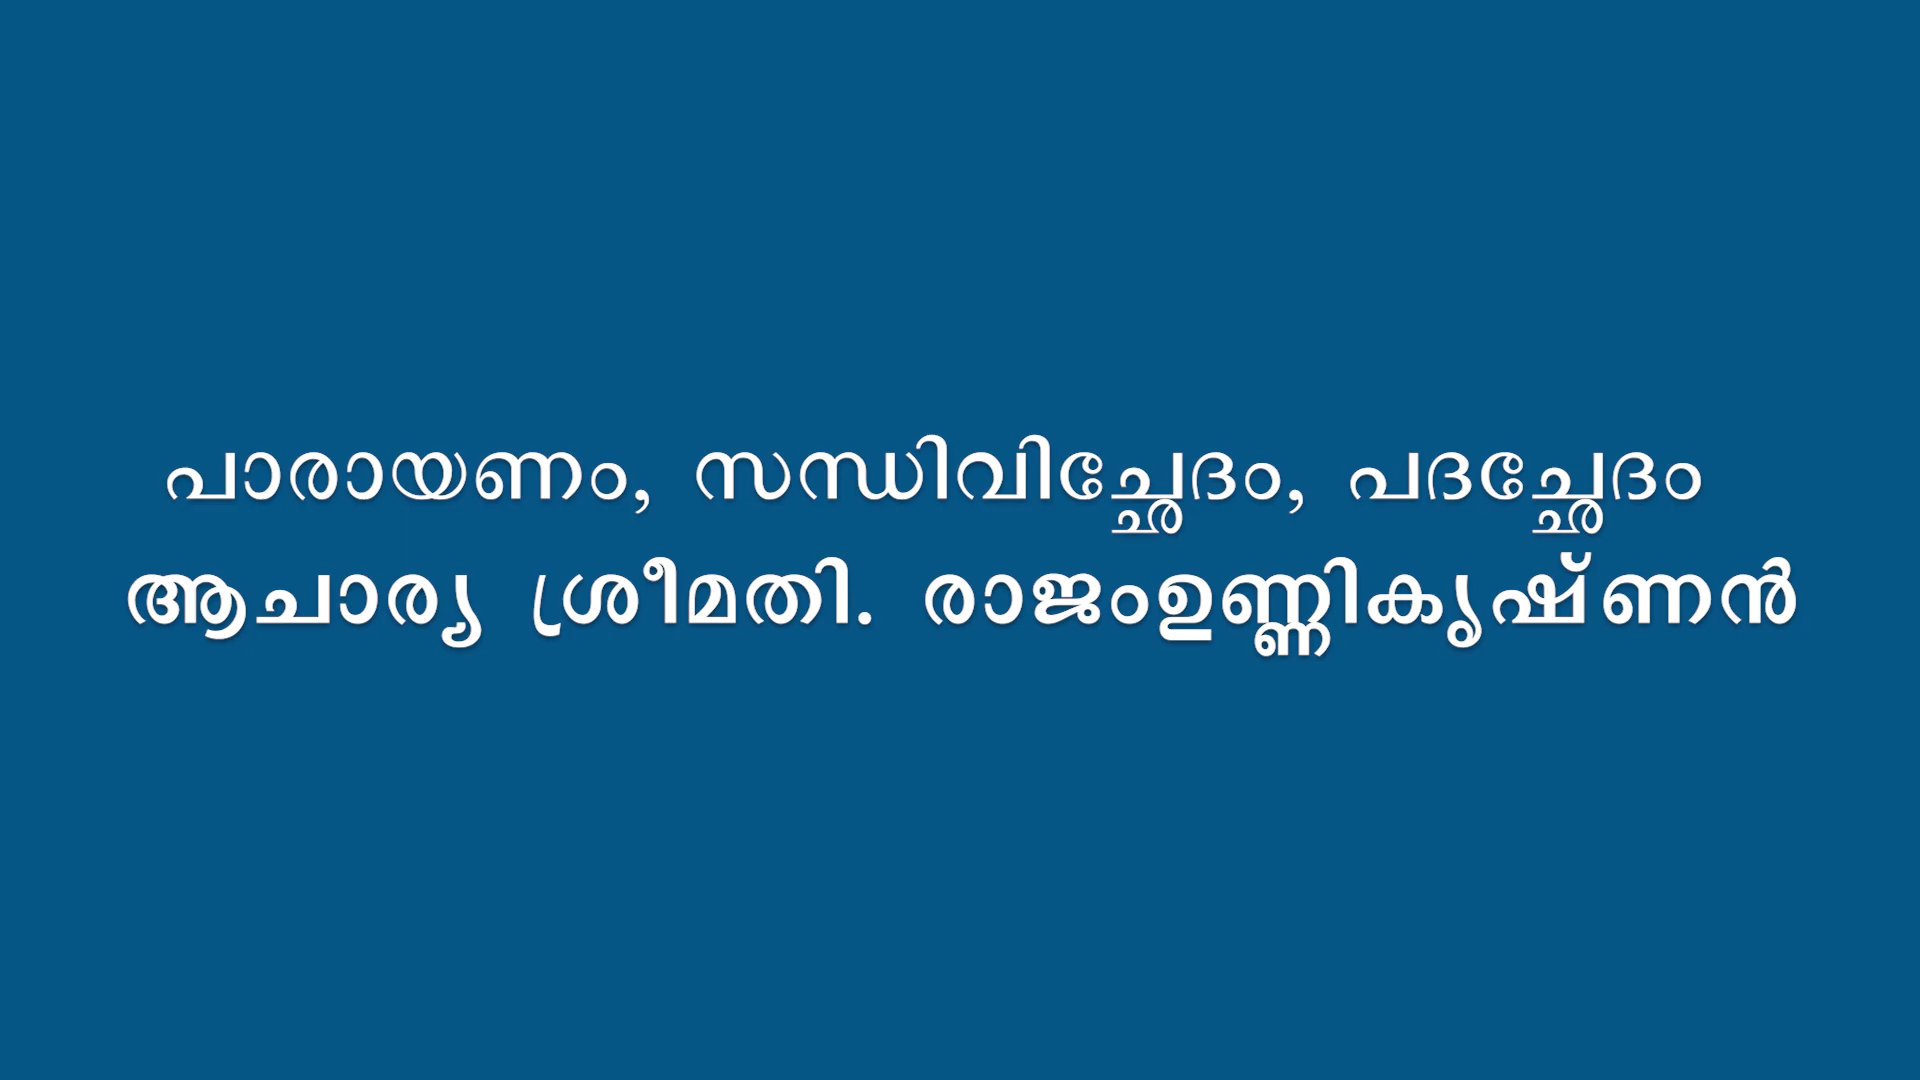 പാരായണം, സന്ധിവിച്ഛേദം, പദച്ഛേദം
ആചാര്യ ശ്രീമതി. രാജംഉണ്ണികൃഷ്ണൻ